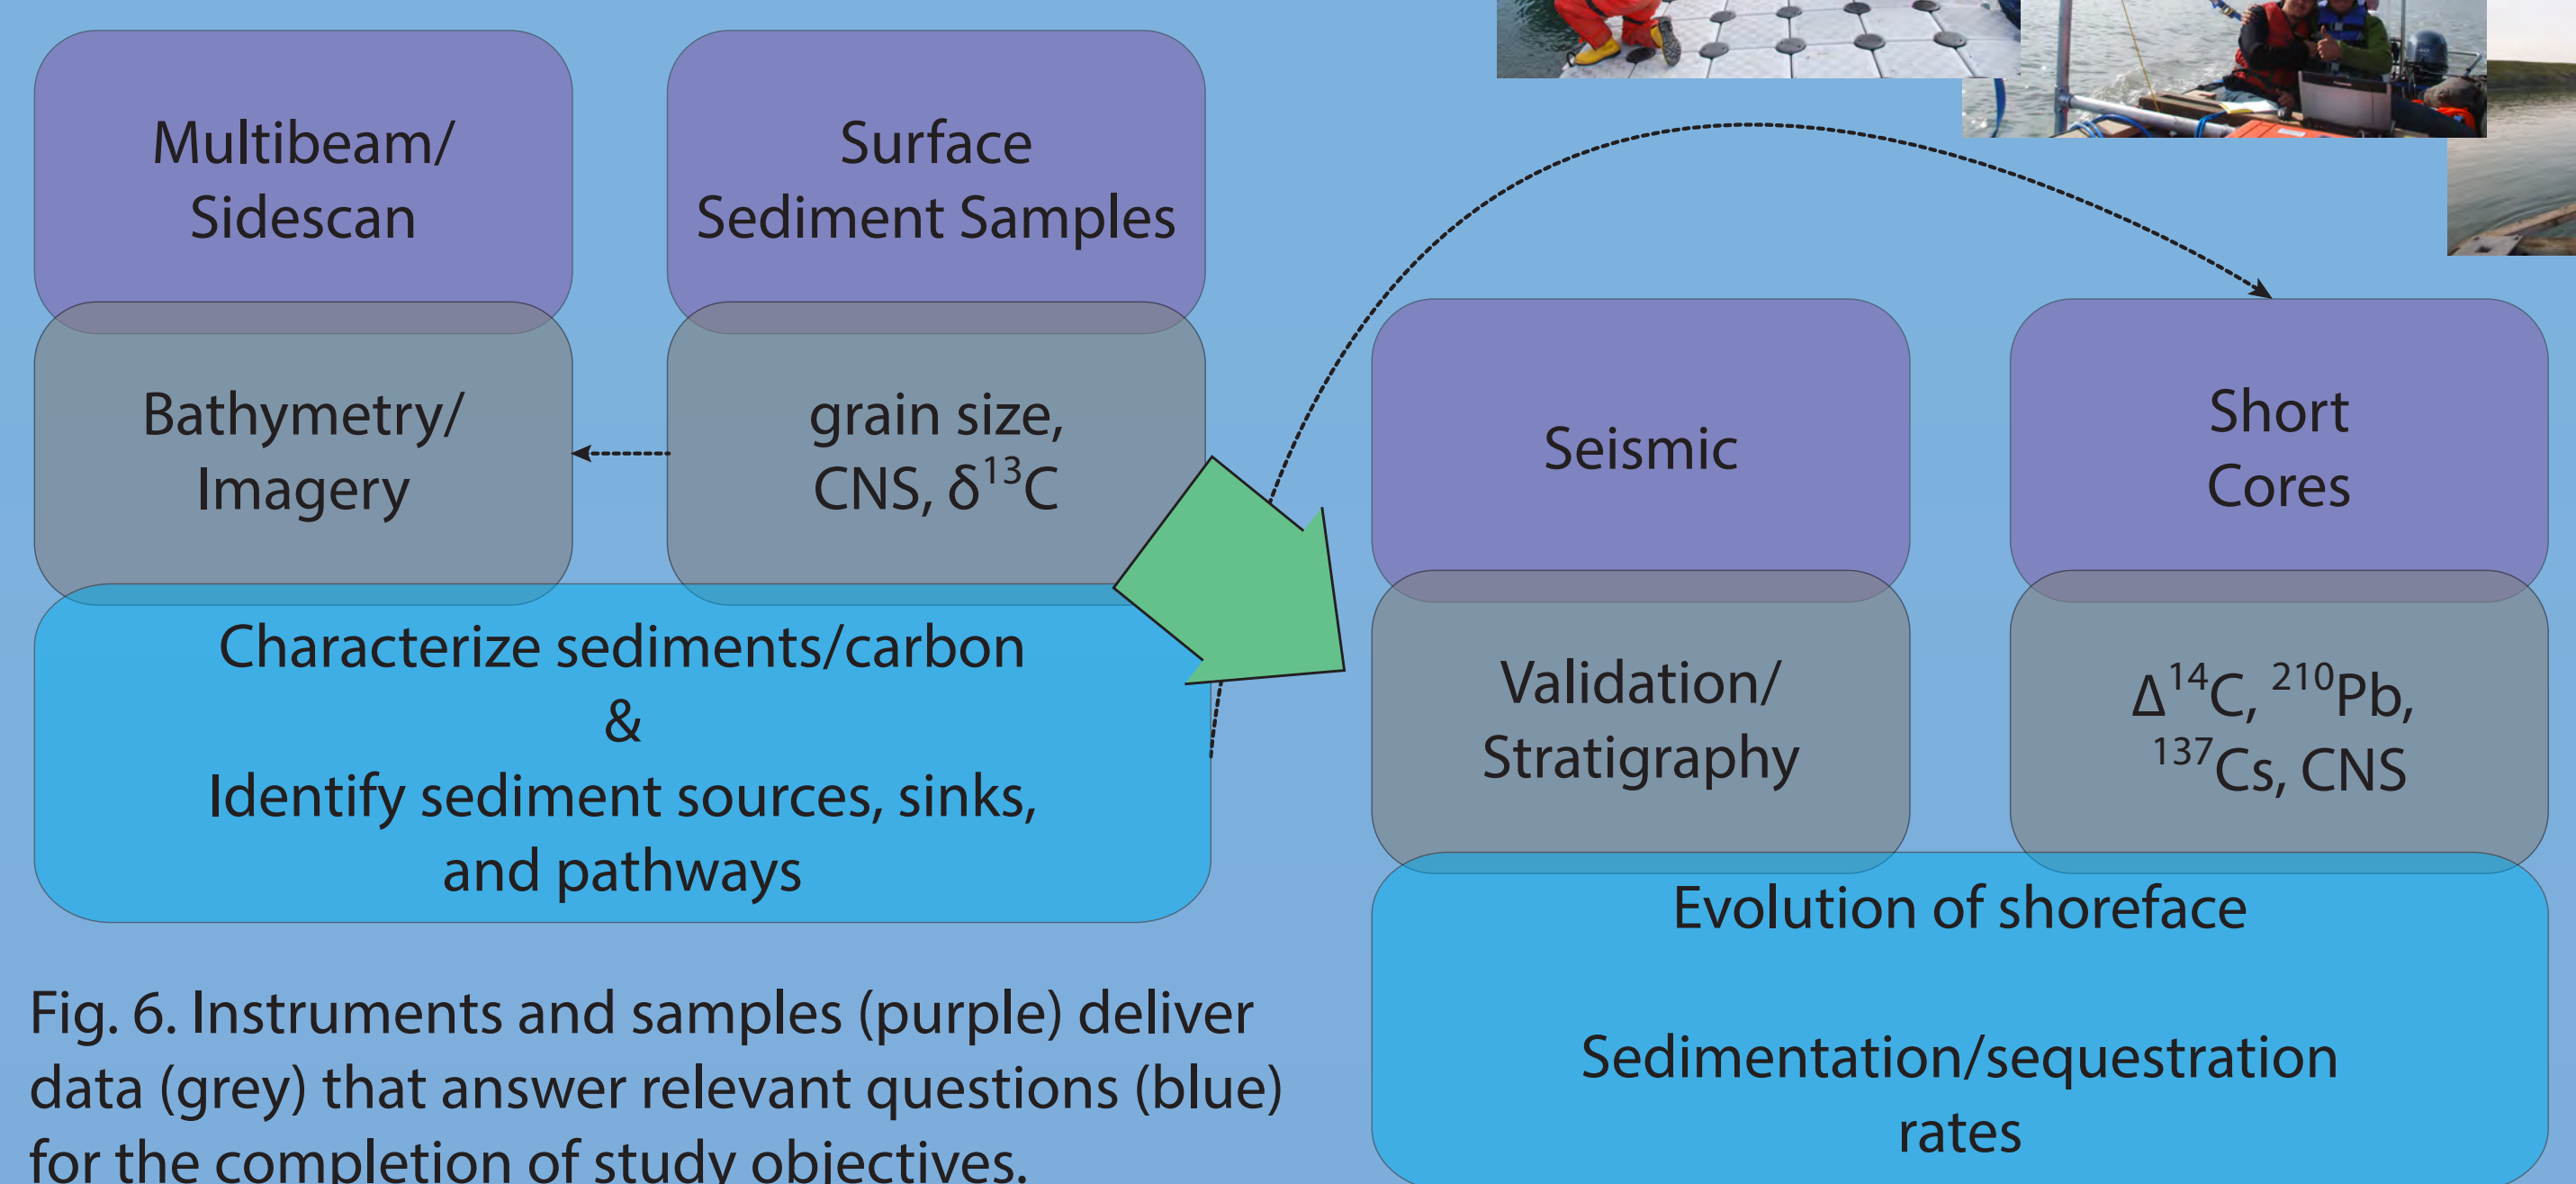 Multibeam/
Sidescan
Surface
Sediment Samples
Bathymetry/
Imagery
grain size,
CNS, δ¹³C
Characterize sediments/carbon
&
Identify sediment sources, sinks,
and pathways
Seismic
Short
Cores
Validation/
Stratigraphy
Δ¹⁴C, ²¹⁰Pb,
¹³⁷Cs, CNS
Evolution of shoreface
Sedimentation/sequestration
rates
Fig. 6. Instruments and samples (purple) deliver
data (grey) that answer relevant questions (blue)
for the completion of study objectives.